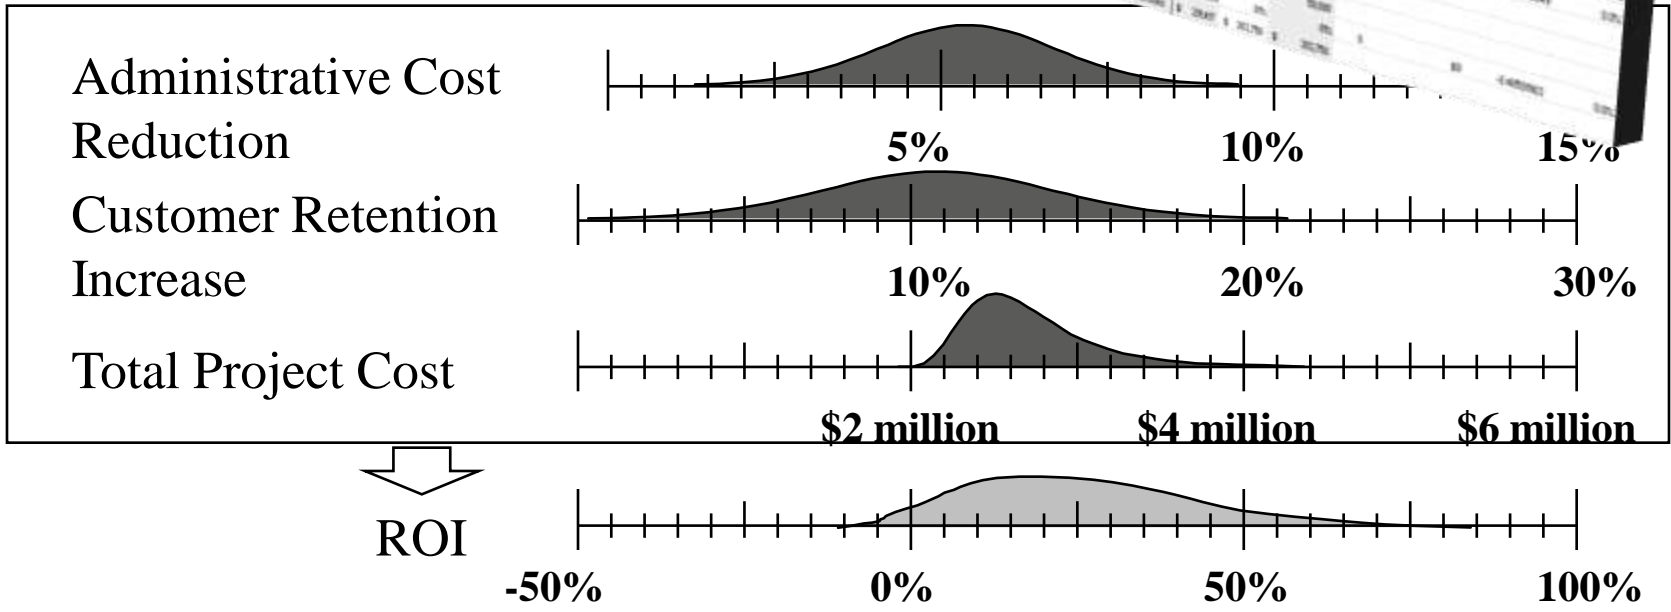 Administrative Cost
Reduction
5% 10% 15%
Customer Retention
Increase
10% 20% 30%
Total Project Cost
$2 million $4 million $6 million
ROI
-50% 0% 50% 100%